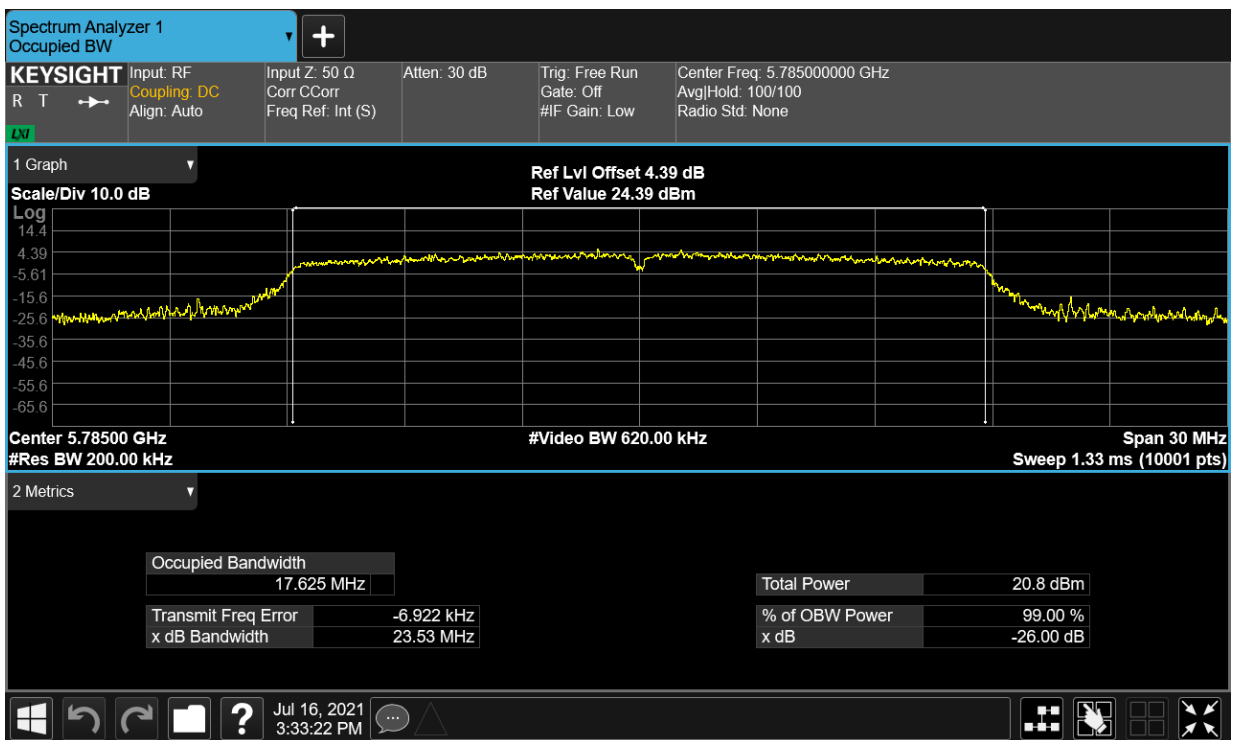 Spectrum Analyzer 1
Occupied BW
+
KEYSIGHT
R T
LXI
Input: RF
Coupling: DC
Align: Auto
Input Z: 50 Ω
Corr CCorr
Freq Ref: Int (S)
Atten: 30 dB
Trig: Free Run
Gate: Off
#IF Gain: Low
Center Freq: 5.785000000 GHz
Avg|Hold: 100/100
Radio Std: None
1 Graph
Scale/Div 10.0 dB
Ref Lvl Offset 4.39 dB
Ref Value 24.39 dBm
Log
14.4
4.39
-5.61
-15.6
-25.6
-35.6
-45.6
-55.6
-65.6
Center 5.78500 GHz
#Res BW 200.00 kHz
#Video BW 620.00 kHz
Span 30 MHz
Sweep 1.33 ms (10001 pts)
2 Metrics
Occupied Bandwidth
17.625 MHz
Transmit Freq Error -6.922 kHz
x dB Bandwidth 23.53 MHz
Total Power 20.8 dBm
% of OBW Power 99.00 %
x dB -26.00 dB
?
Jul 16, 2021
3:33:22 PM